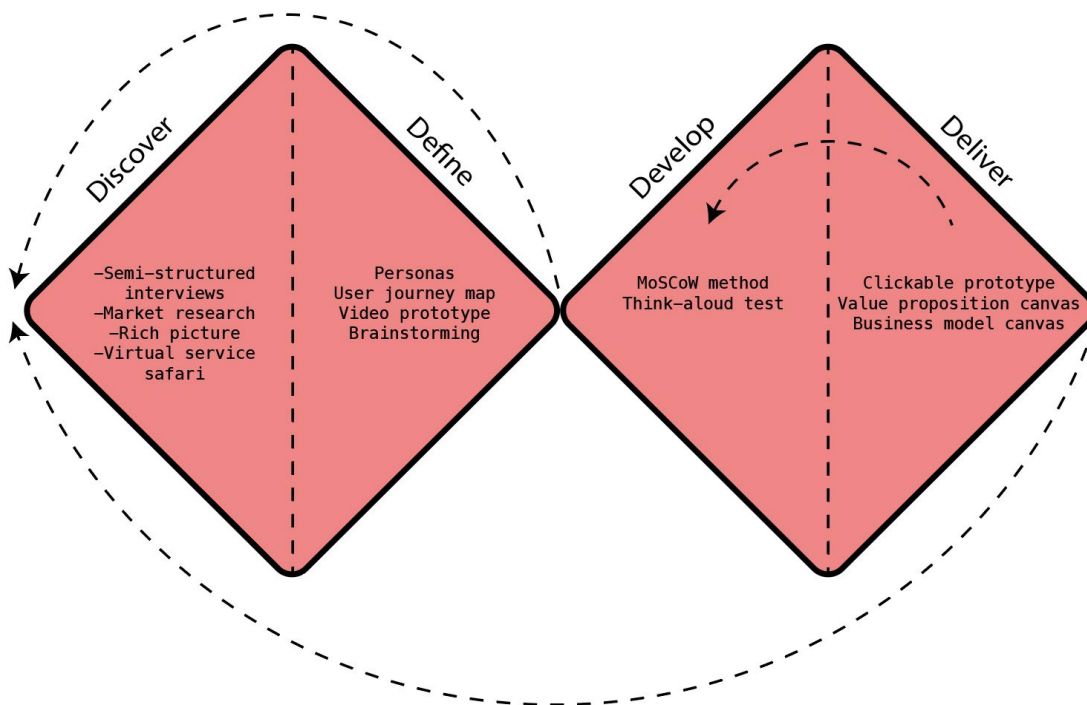 Discover
Define
Develop
Deliver
–Semi–structured
interviews
–Market research
–Rich picture
–Virtual service
safari
Personas
User journey map
Video prototype
Brainstorming
MoSCoW method
Think–aloud test
Clickable prototype
Value proposition canvas
Business model canvas